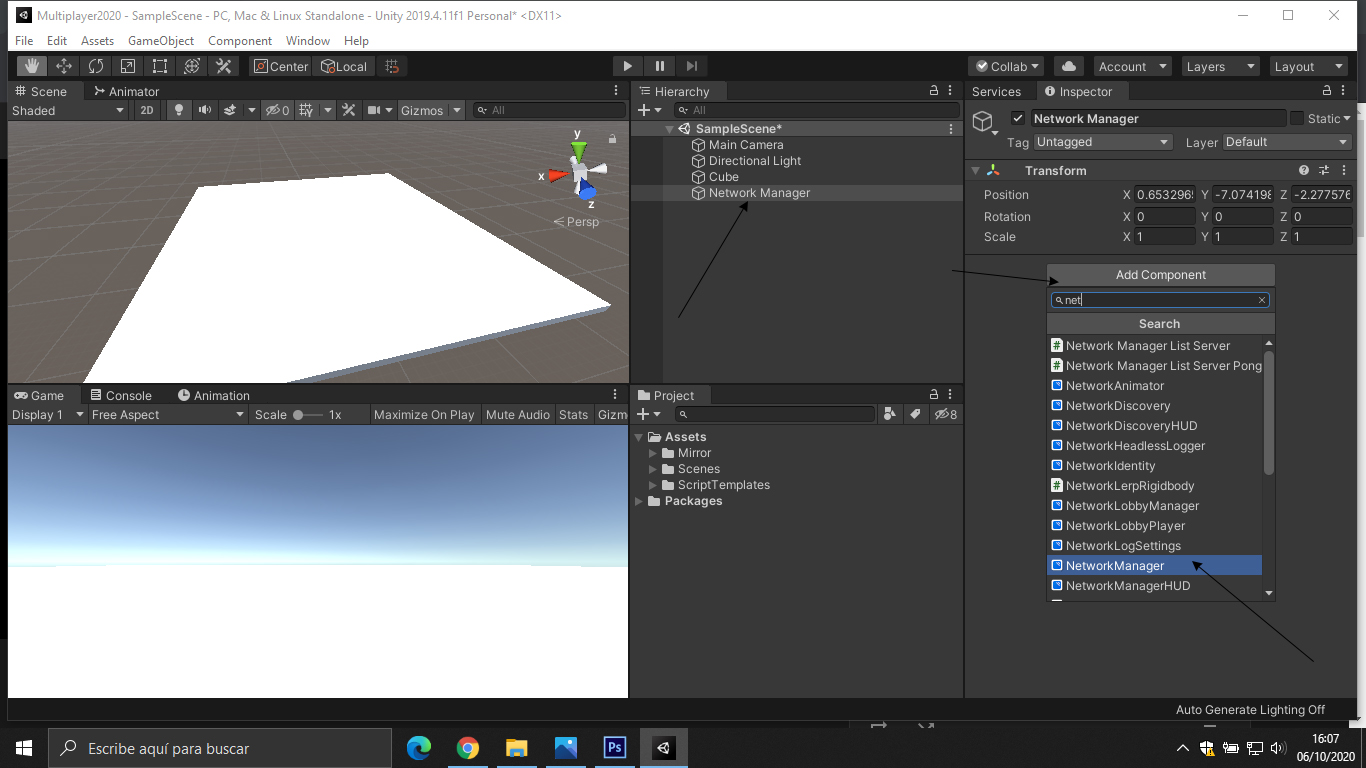 Multiplayer2020 - SampleScene - PC, Mac & Linux Standalone - Unity 2019.4.11f1 Personal* <DX11>
File Edit Assets GameObject Component Window Help
Center Local Collab Account Layers Layout
Scene Animator
Shaded 2D 0 Gizmos All
y
x
z
Persp
Hierarchy
All
SampleScene*
Main Camera
Directional Light
Cube
Network Manager
Services Inspector
Network Manager Static
Tag Untagged Layer Default
Transform
Position X 0.653296 Y -7.074198 Z -2.277576
Rotation X 0 Y 0 Z 0
Scale X 1 Y 1 Z 1
Add Component
net
Search
Network Manager List Server
Network Manager List Server Pong
NetworkAnimator
NetworkDiscovery
NetworkDiscoveryHUD
NetworkHeadlessLogger
NetworkIdentity
NetworkLerpRigidbody
NetworkLobbyManager
NetworkLobbyPlayer
NetworkLogSettings
NetworkManager
NetworkManagerHUD
Game Console Animation
Display 1 Free Aspect Scale 1x Maximize On Play Mute Audio Stats Gizm
Project
8
Assets
Mirror
Scenes
ScriptTemplates
Packages
Auto Generate Lighting Off
Escribe aquí para buscar
Ps
16:07
06/10/2020